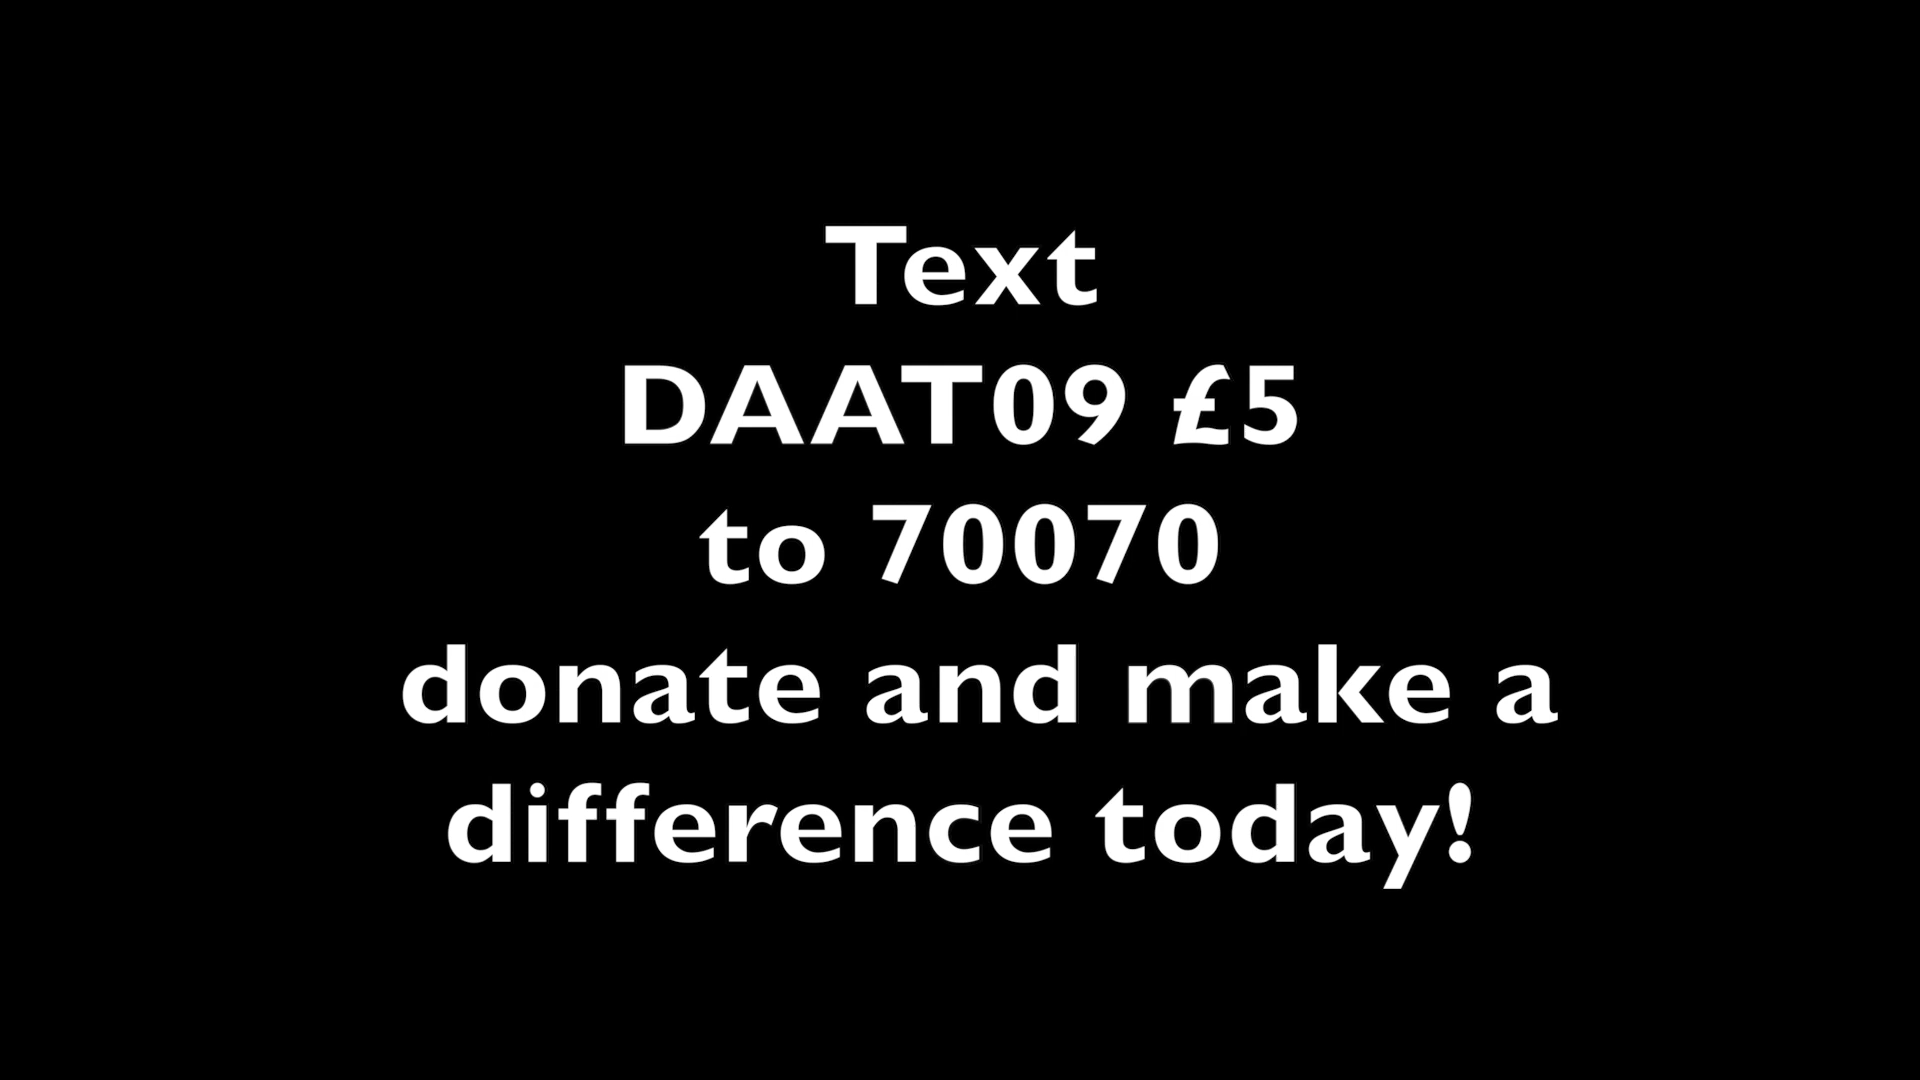 Text
DAAT09 £5
to 70070
donate and make a
difference today!